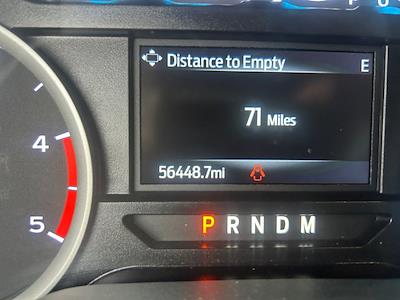 Distance to Empty E
71 Miles
4
56448.7mi
5
P R N D M